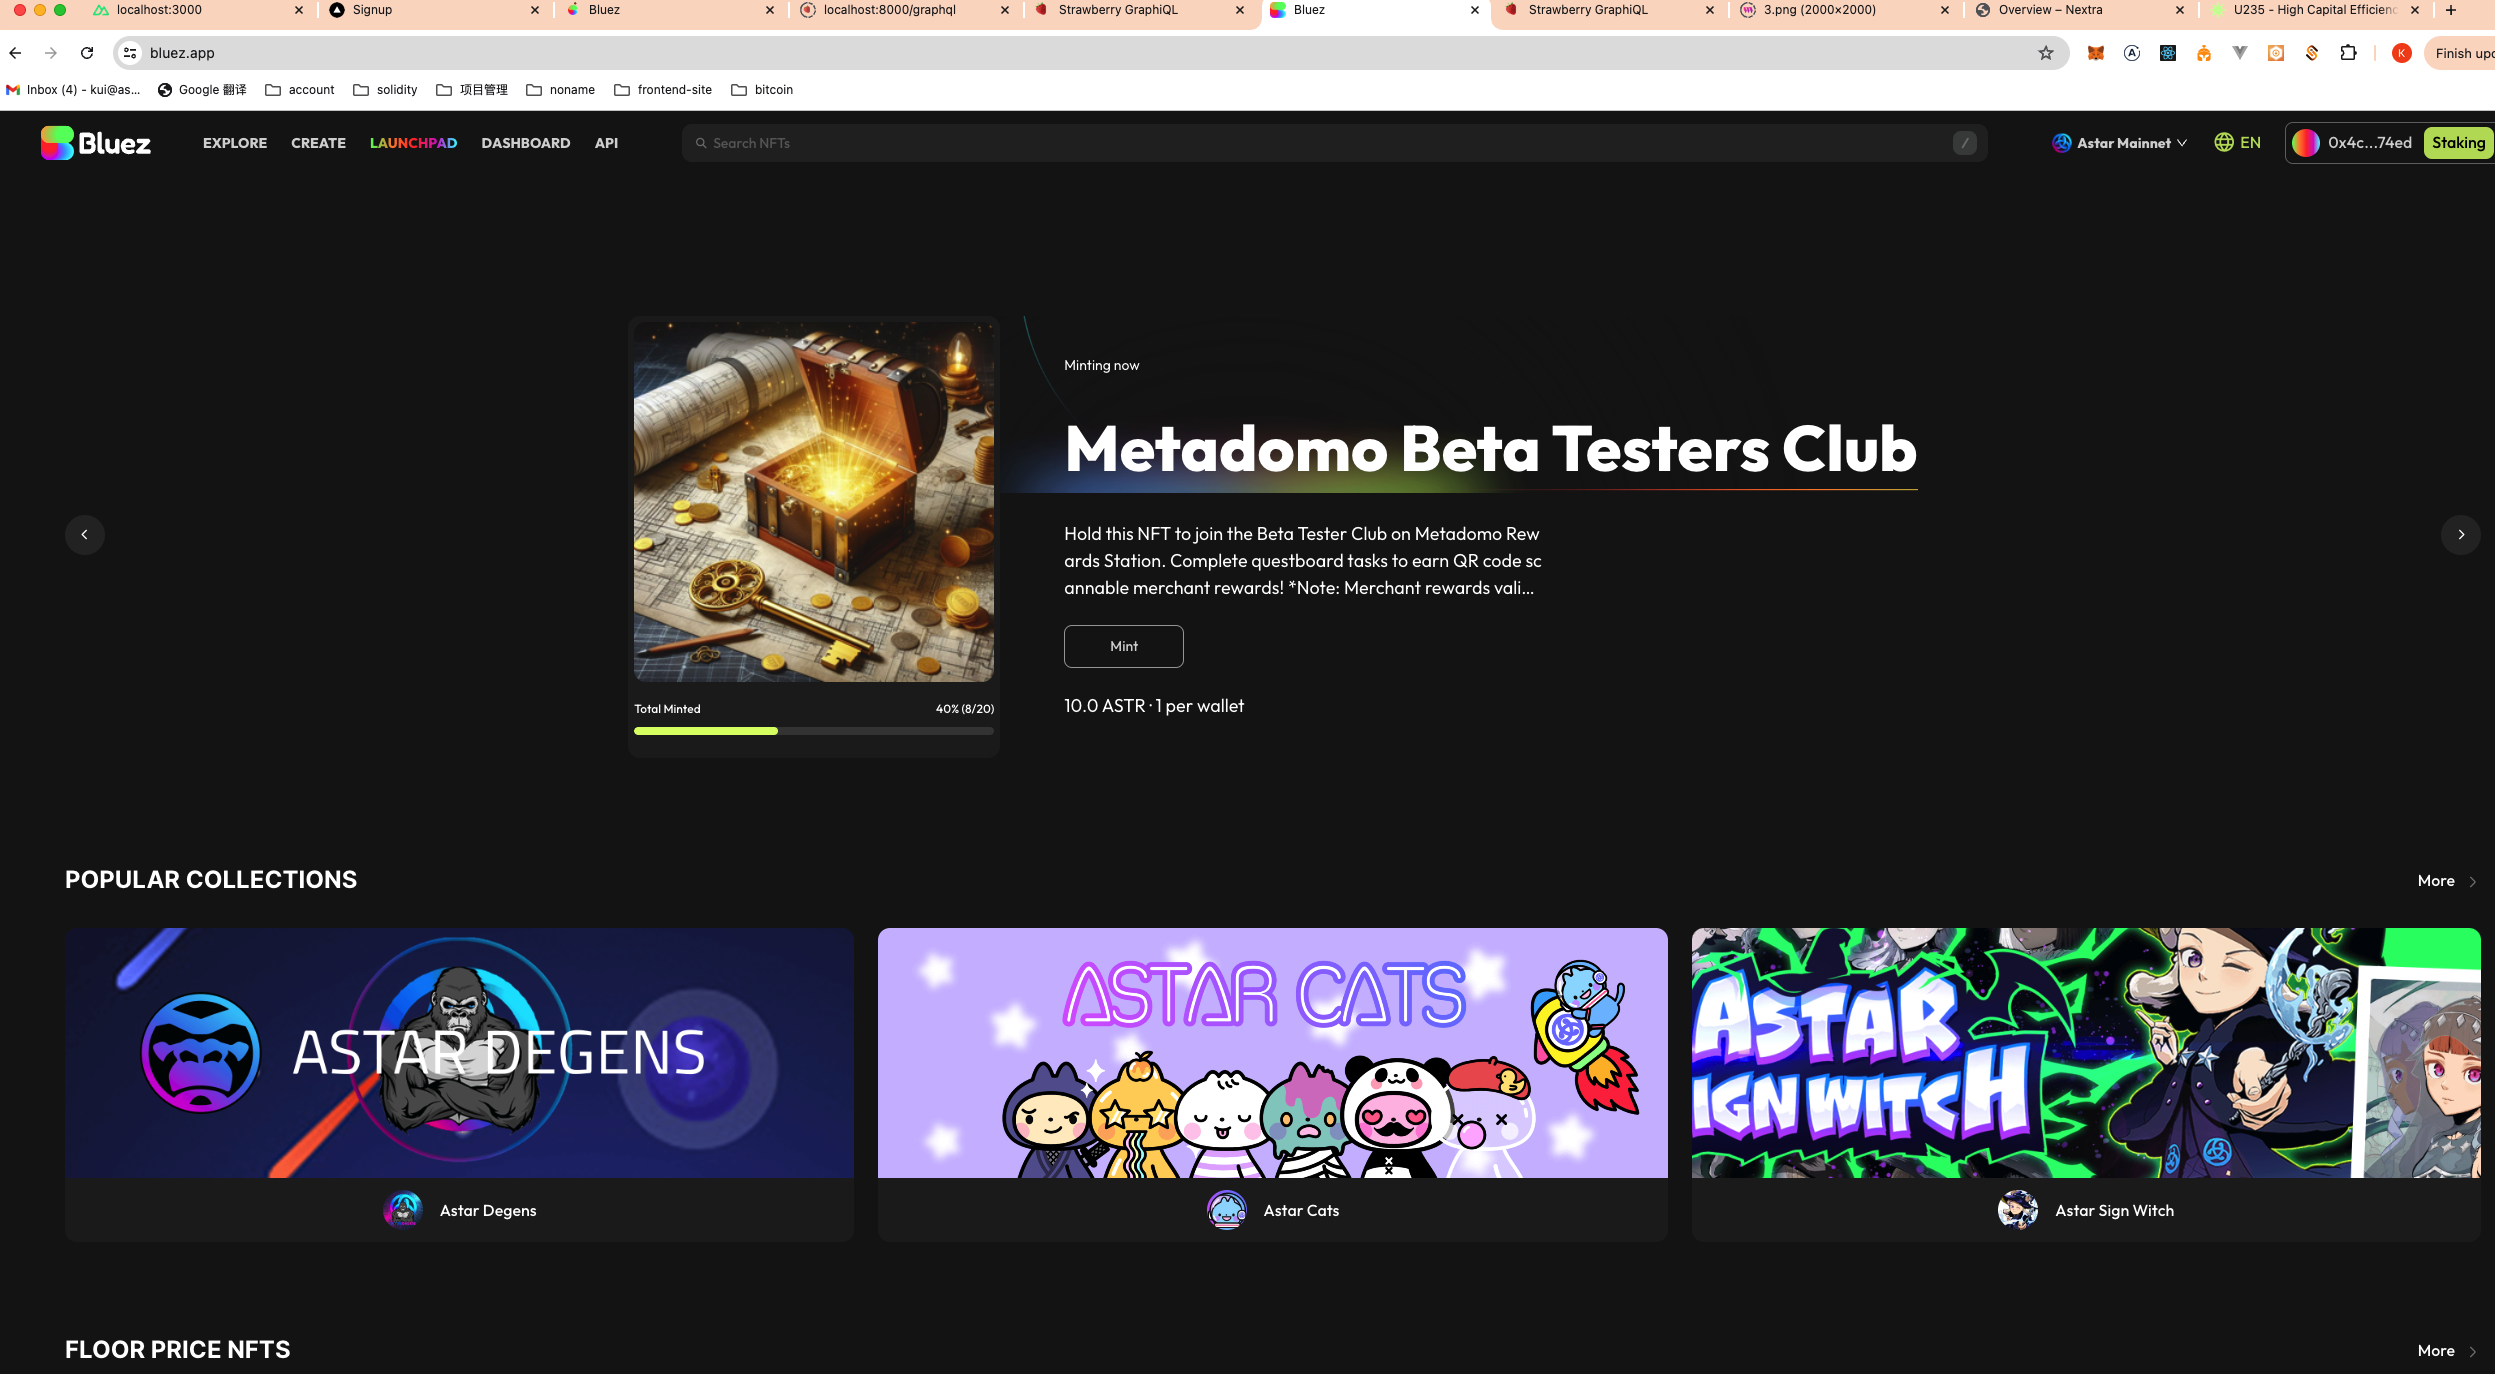 localhost:3000
Signup
Bluez
localhost:8000/graphql
Strawberry GraphiQL
Bluez
Strawberry GraphiQL
3.png (2000×2000)
Overview – Nextra
U235 - High Capital Efficienc
bluez.app
K
Finish upd
Inbox (4) - kui@as...
Google 翻译
account
solidity
项目管理
noname
frontend-site
bitcoin
Bluez
EXPLORE
CREATE
LAUNCHPAD
DASHBOARD
API
Search NFTs
/
Astar Mainnet
EN
0x4c...74ed
Staking
Minting now
Metadomo Beta Testers Club
Hold this NFT to join the Beta Tester Club on Metadomo Rew
ards Station. Complete questboard tasks to earn QR code sc
annable merchant rewards! *Note: Merchant rewards vali...
Mint
Total Minted
40% (8/20)
10.0 ASTR · 1 per wallet
POPULAR COLLECTIONS
More
ASTAR DEGENS
ASTAR CATS
ASTAR
IGN WITCH
Astar Degens
Astar Cats
Astar Sign Witch
FLOOR PRICE NFTS
More